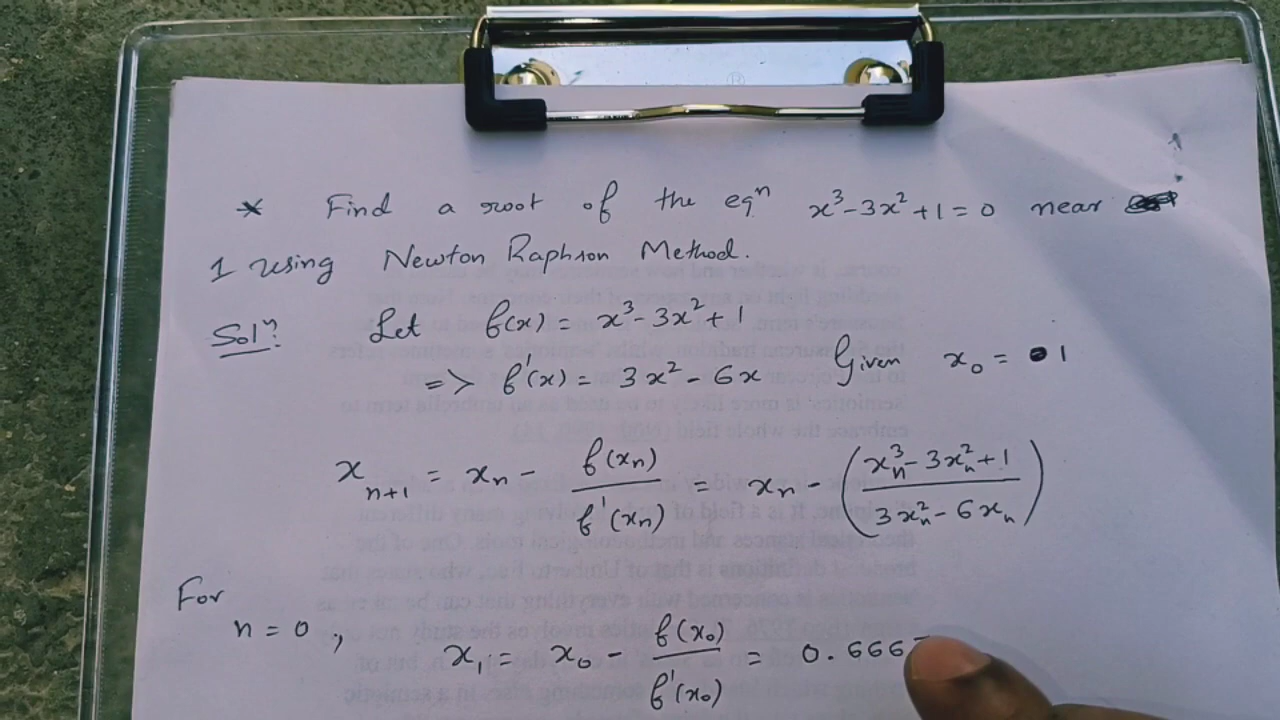 * Find a root of the eqⁿ x³-3x²+1=0 near
1 using Newton Raphson Method.
Solⁿ: Let f(x) = x³-3x²+1
=> f'(x) = 3x²-6x Given x₀ = 1
xₙ₊₁ = xₙ - f(xₙ)/f'(xₙ) = xₙ - ((xₙ³-3xₙ²+1)/(3xₙ²-6xₙ))
For
n = 0,
x₁ = x₀ - f(x₀)/f'(x₀) = 0.666